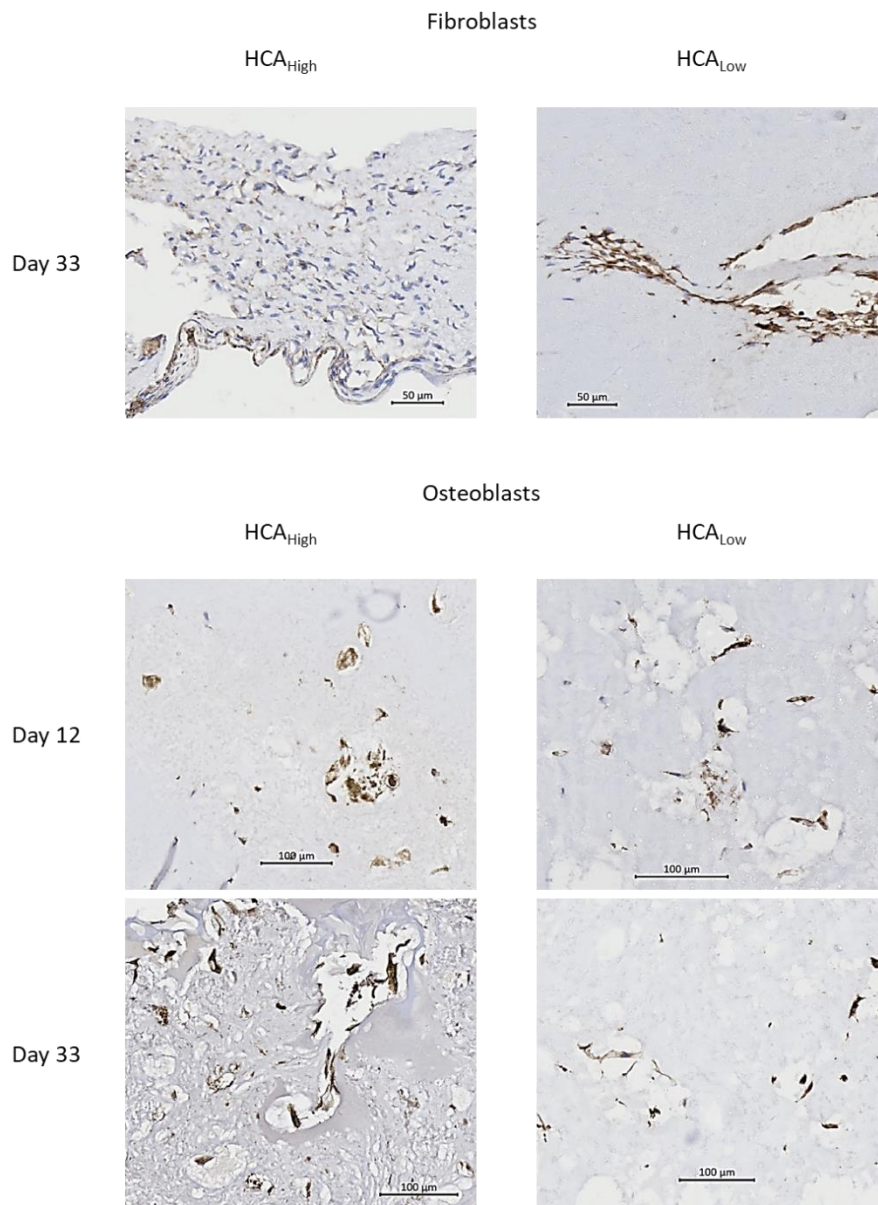 Fibroblasts
HCA_High HCA_Low
Day 33
50 µm 50 µm
Osteoblasts
HCA_High HCA_Low
Day 12
100 µm 100 µm
Day 33
100 µm 100 µm